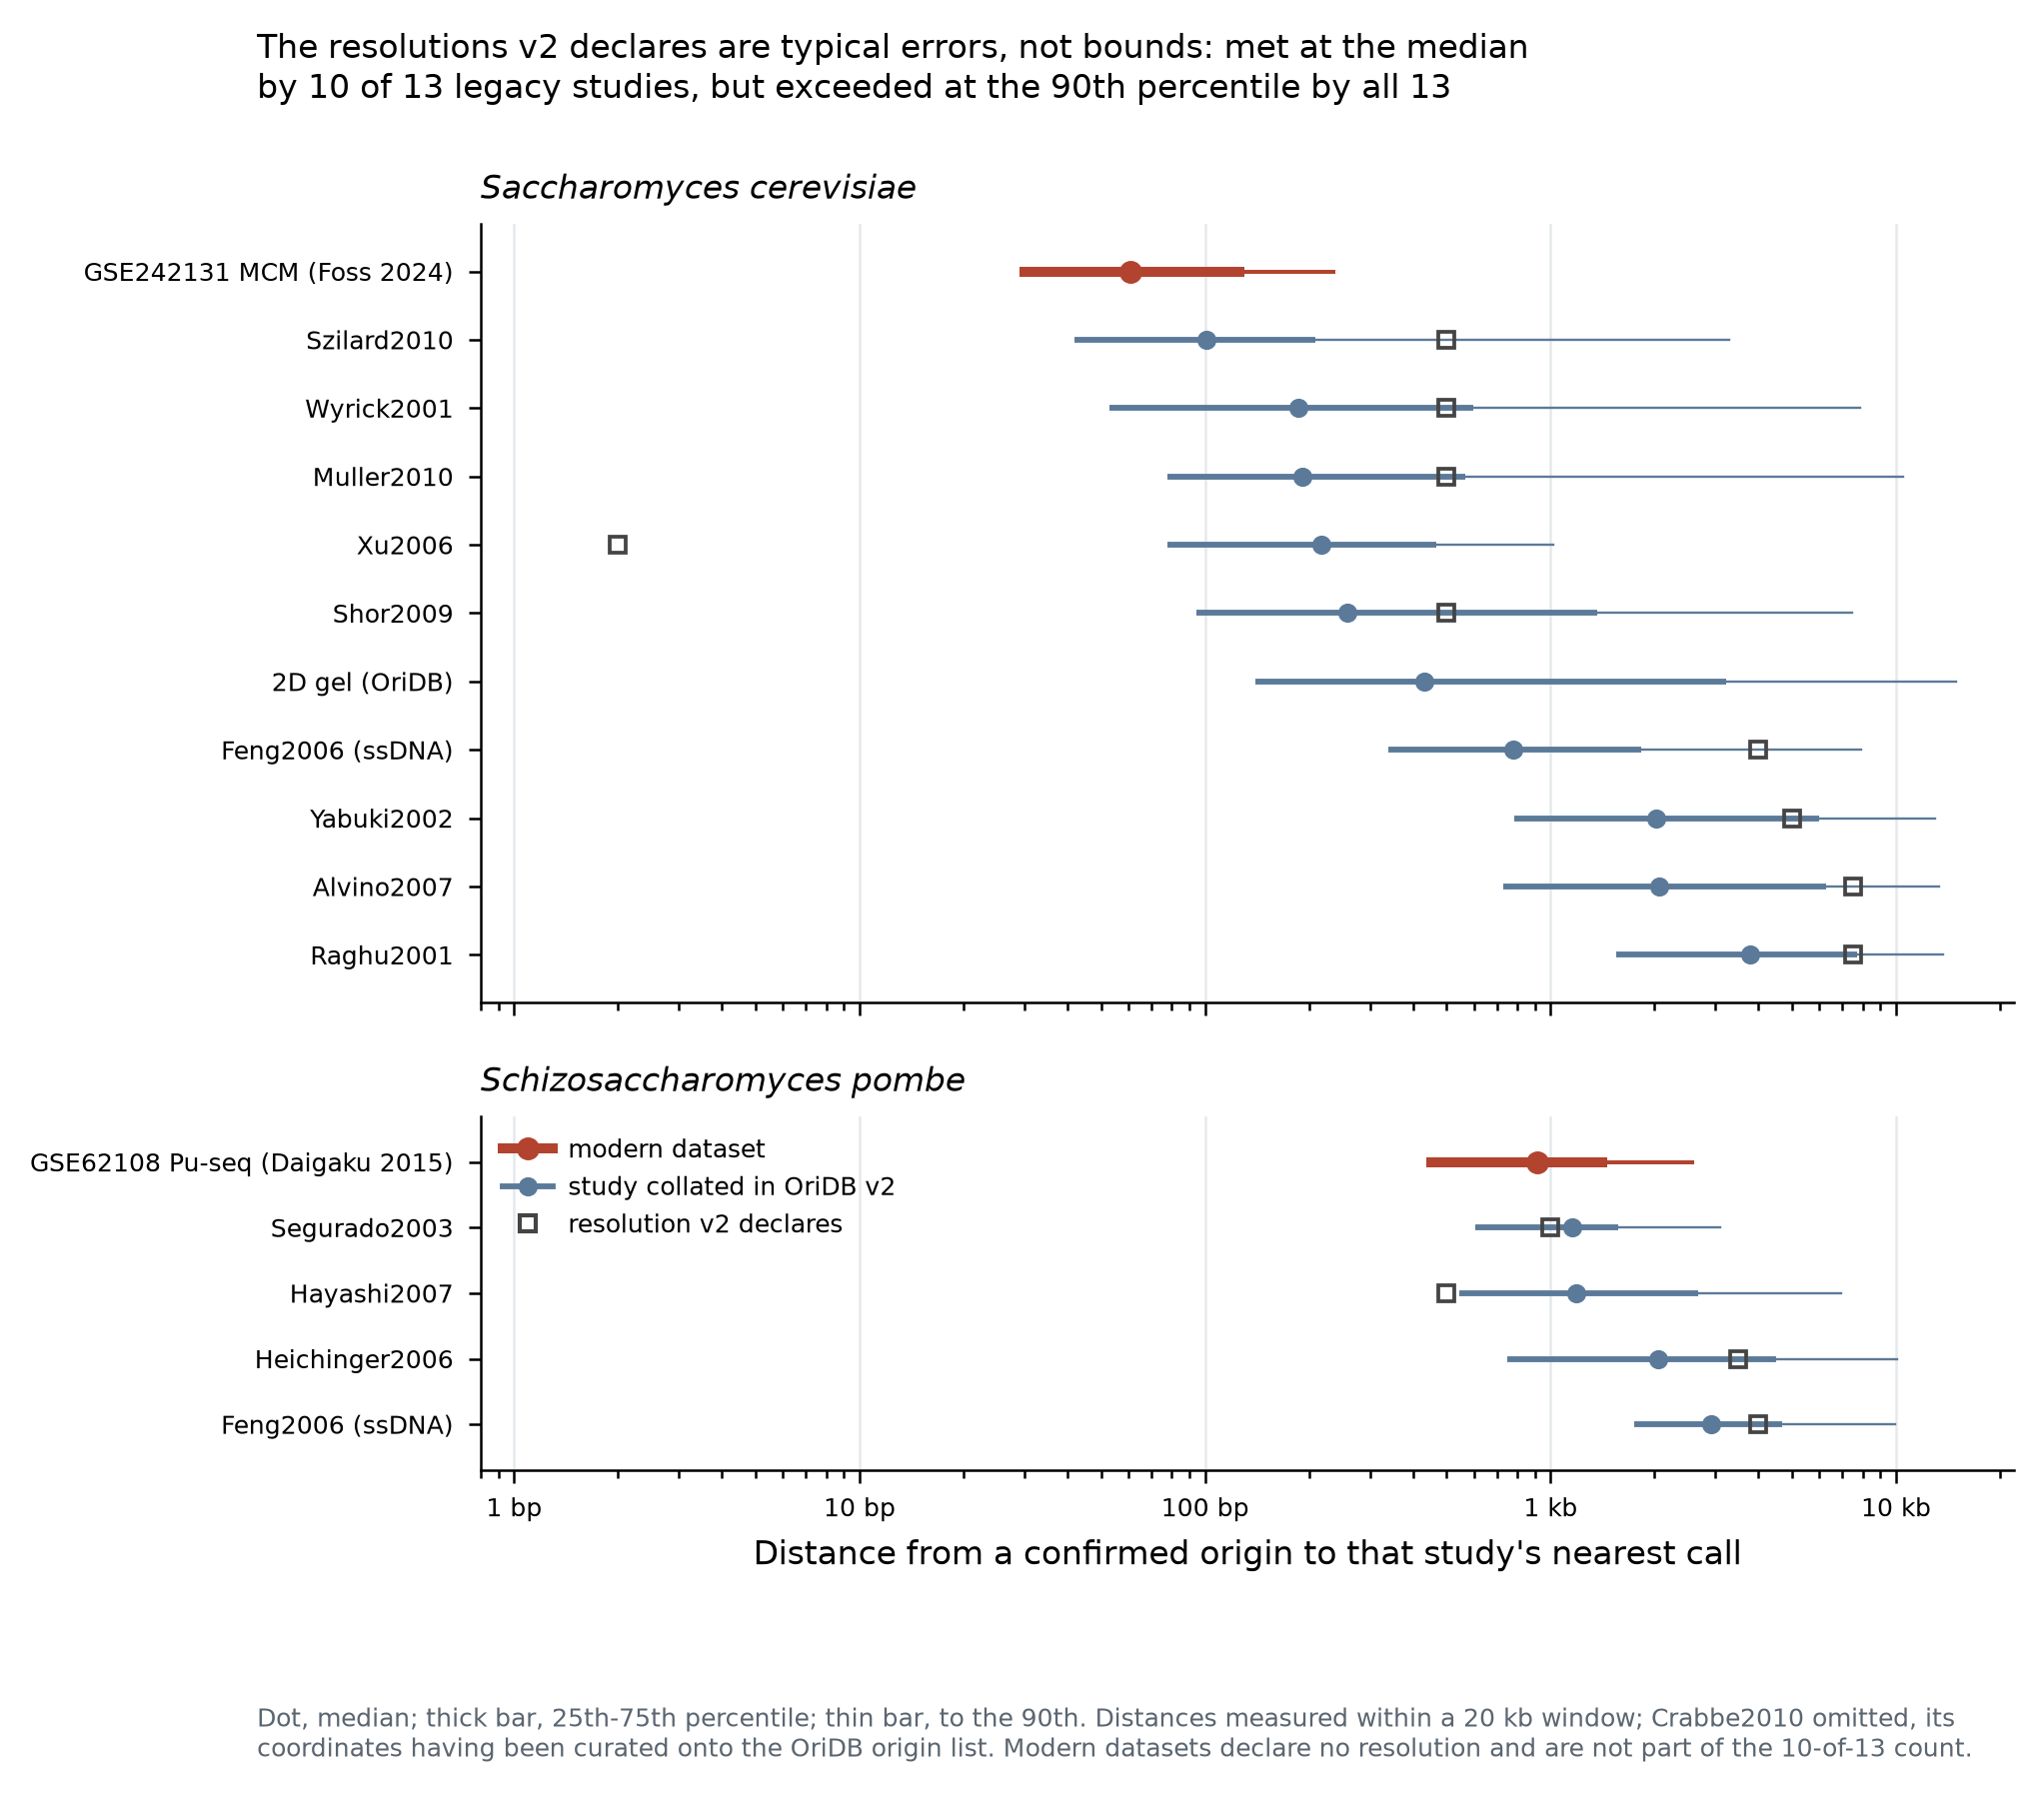 The resolutions v2 declares are typical errors, not bounds: met at the median
by 10 of 13 legacy studies, but exceeded at the 90th percentile by all 13
Saccharomyces cerevisiae
GSE242131 MCM (Foss 2024)
Szilard2010
Wyrick2001
Muller2010
Xu2006
Shor2009
2D gel (OriDB)
Feng2006 (ssDNA)
Yabuki2002
Alvino2007
Raghu2001
Schizosaccharomyces pombe
GSE62108 Pu-seq (Daigaku 2015)
Segurado2003
Hayashi2007
Heichinger2006
Feng2006 (ssDNA)
modern dataset
study collated in OriDB v2
resolution v2 declares
1 bp
10 bp
100 bp
1 kb
10 kb
Distance from a confirmed origin to that study's nearest call
Dot, median; thick bar, 25th-75th percentile; thin bar, to the 90th. Distances measured within a 20 kb window; Crabbe2010 omitted, its
coordinates having been curated onto the OriDB origin list. Modern datasets declare no resolution and are not part of the 10-of-13 count.